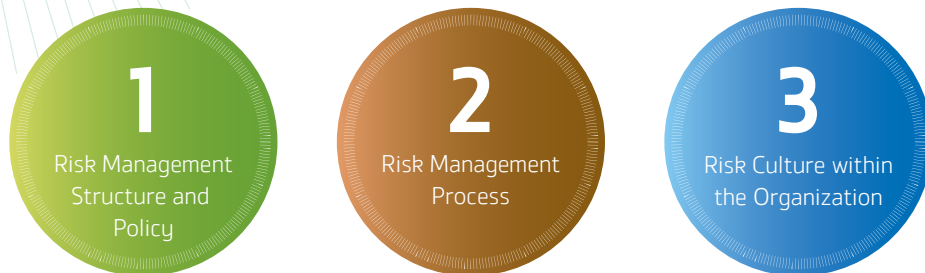 1
Risk Management
Structure and
Policy
2
Risk Management
Process
3
Risk Culture within
the Organization